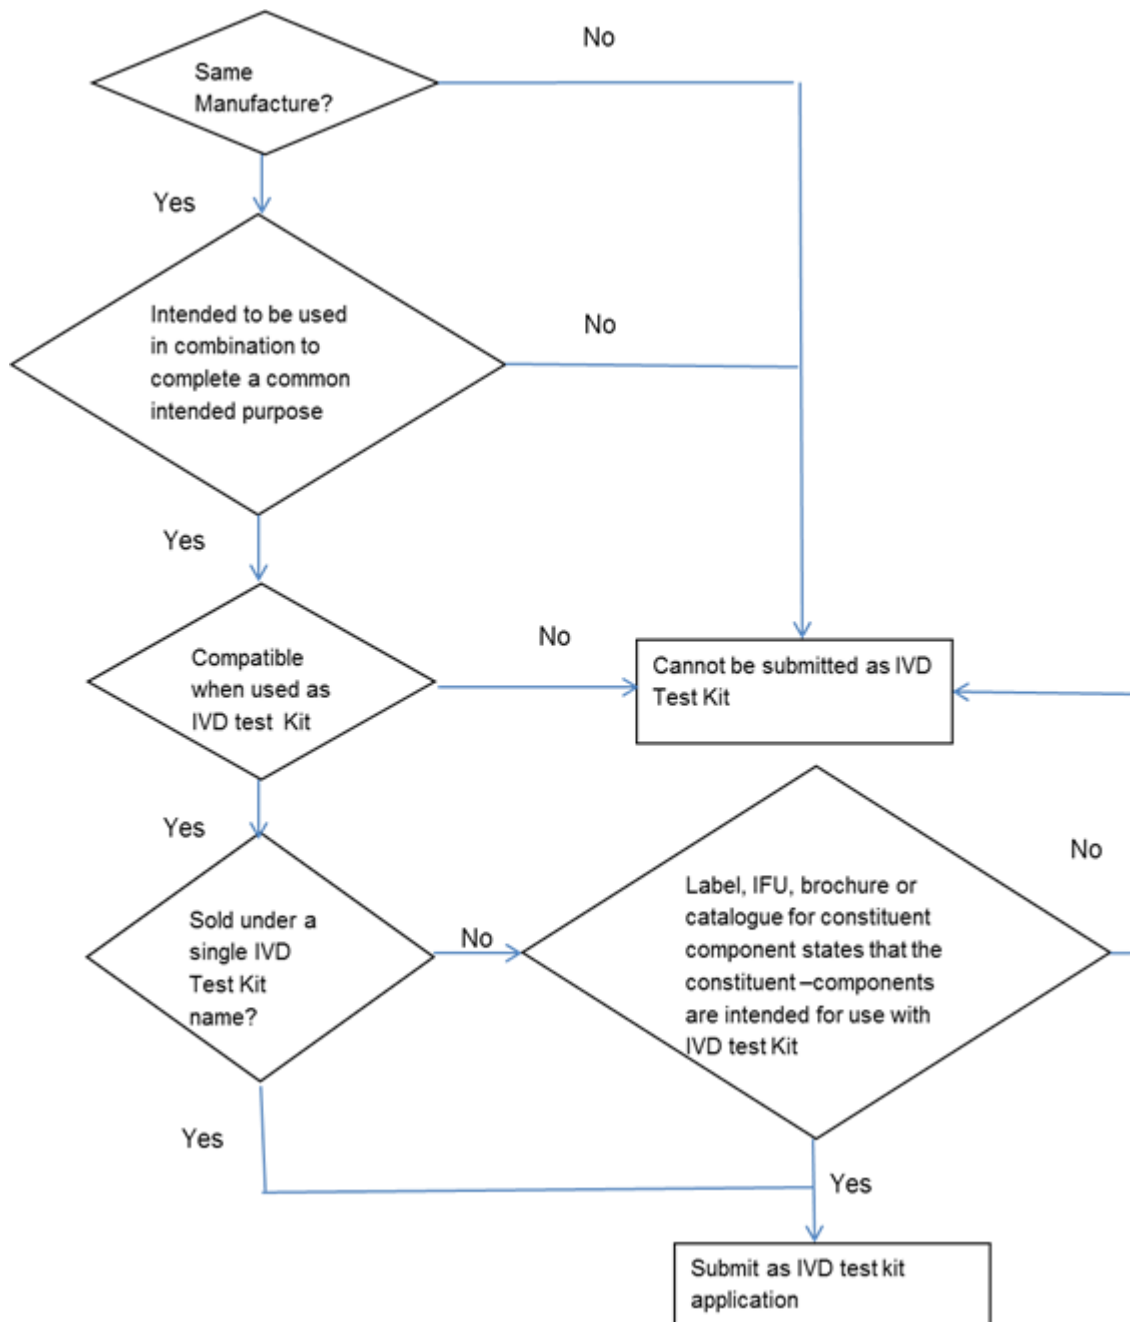 No
Same
Manufacture?
Yes
Intended to be used
in combination to
complete a common
intended purpose
No
Yes
Compatible
when used as
IVD test Kit
No
Cannot be submitted as IVD
Test Kit
Yes
Sold under a
single IVD
Test Kit
name?
No
Label, IFU, brochure or
catalogue for constituent
component states that the
constituent –components
are intended for use with
IVD test Kit
No
Yes
Yes
Submit as IVD test kit
application